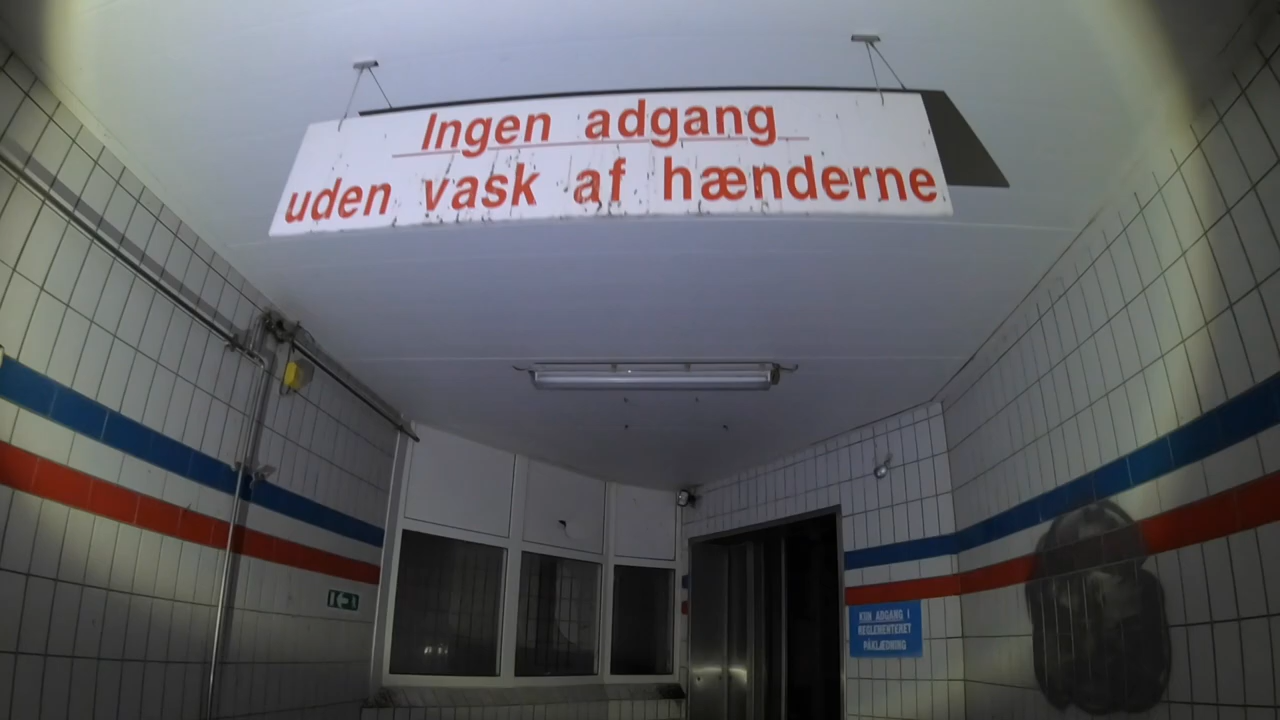 Ingen adgang
uden vask af hænderne
KUN ADGANG I
REGLEMENTERET
PÅKLÆDNING